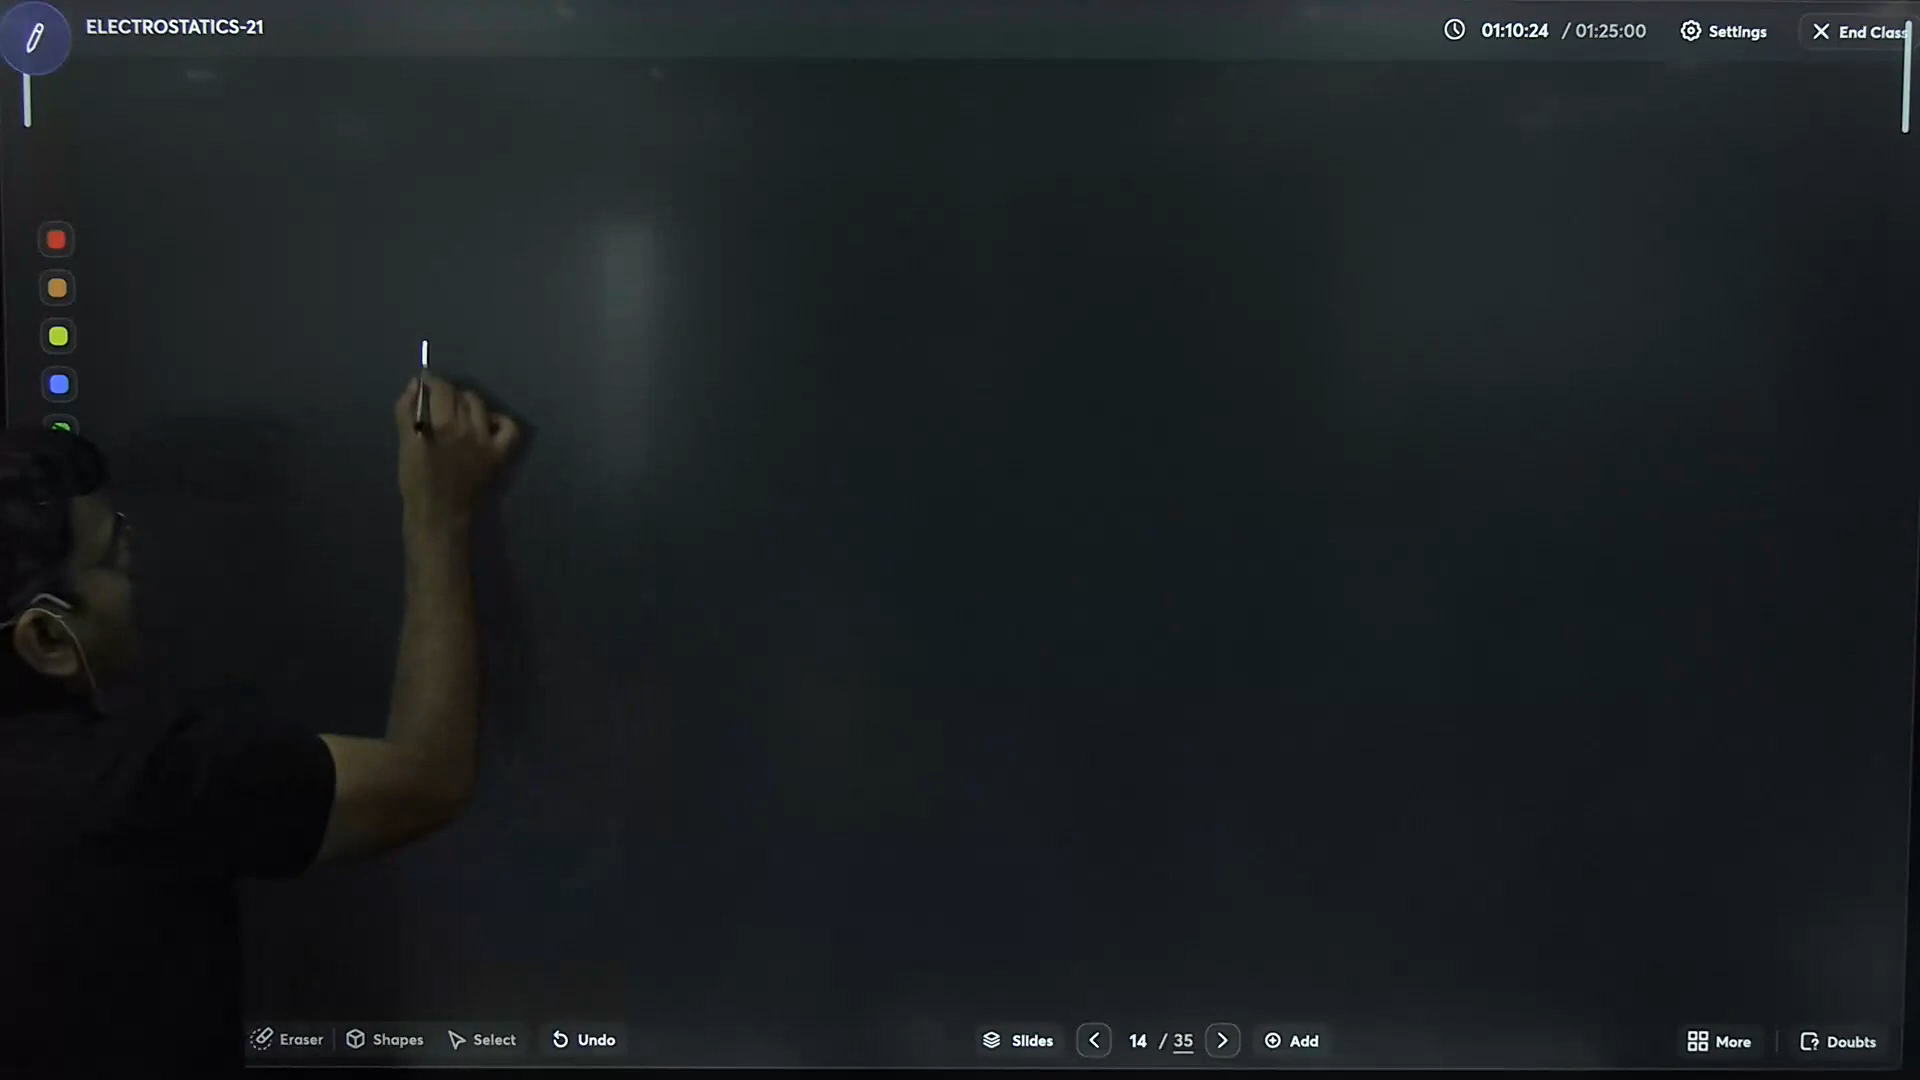 ELECTROSTATICS-21
01:10:24 / 01:25:00 Settings End Class
Eraser Shapes Select Undo Slides 14 / 35 Add More Doubts